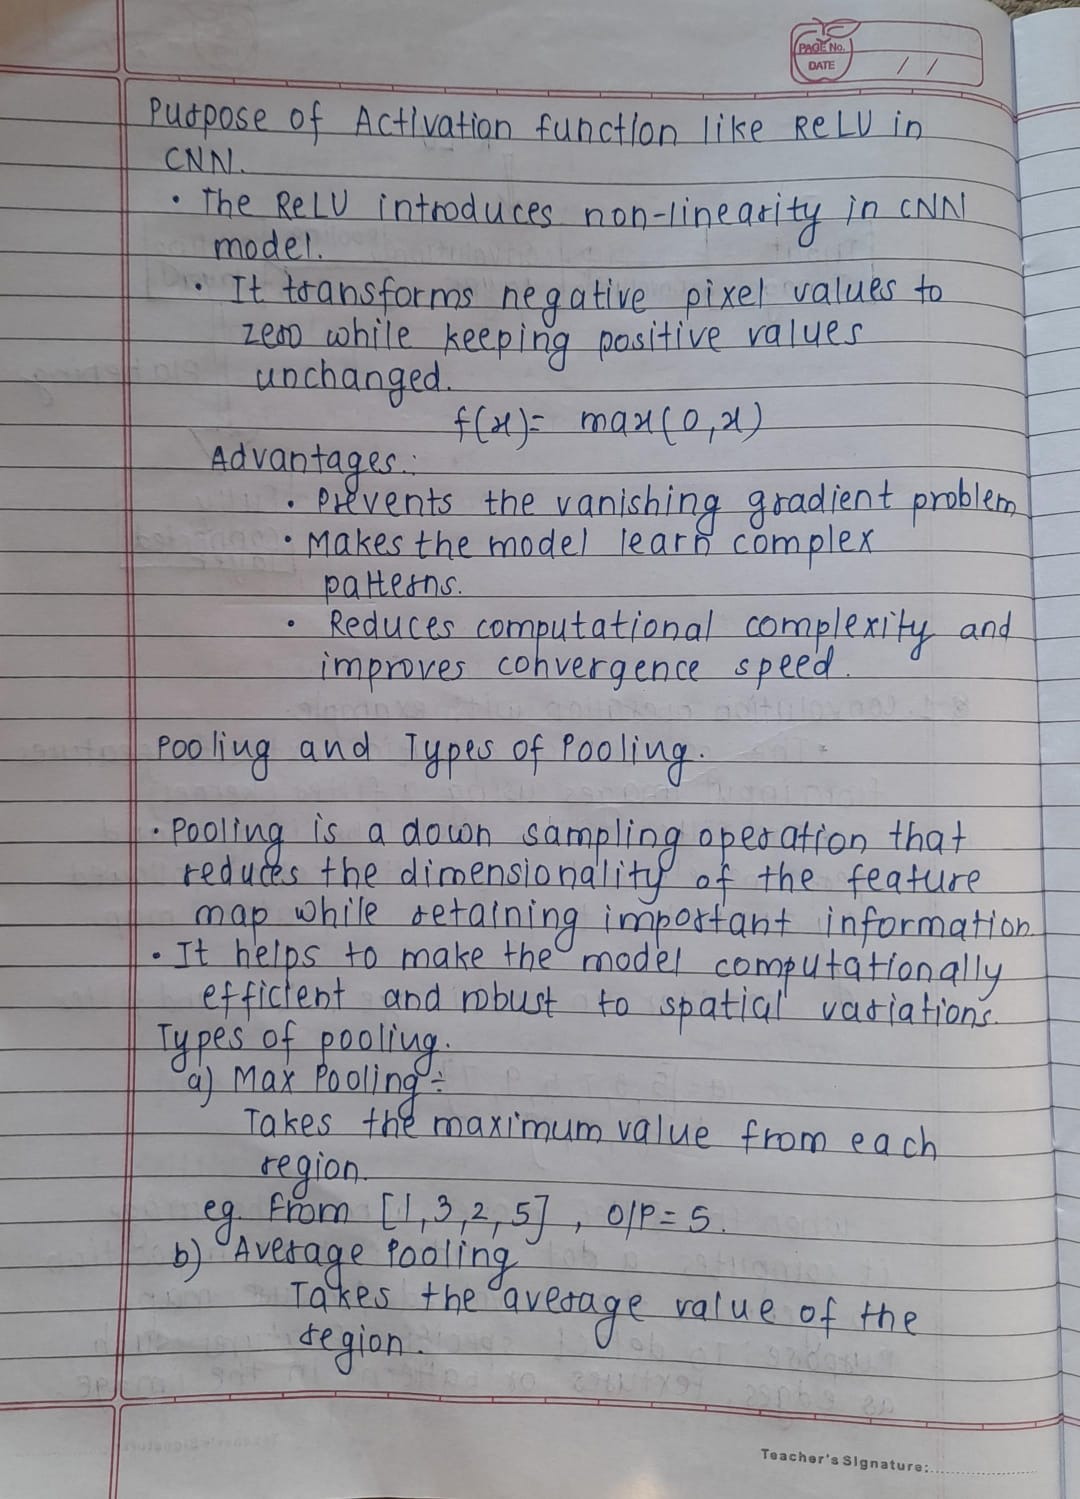 PAGE No.
DATE / /
Purpose of Activation function like ReLU in
CNN.
• The ReLU introduces non-linearity in CNN
model.
• It transforms negative pixel values to
zero while keeping positive values
unchanged.
f(x)= max(0,x)
Advantages:
• Prevents the vanishing gradient problem
• Makes the model learn complex
patterns.
• Reduces computational complexity and
improves convergence speed.
Pooling and Types of Pooling.
• Pooling is a down sampling operation that
reduces the dimensionality of the feature
map while retaining important information.
• It helps to make the model computationally
efficient and robust to spatial variations.
Types of pooling.
a) Max Pooling ÷
Takes the maximum value from each
region.
eg. From [1,3,2,5] , O/P = 5.
b) Average Pooling
Takes the average value of the
region.
Teacher's Signature: